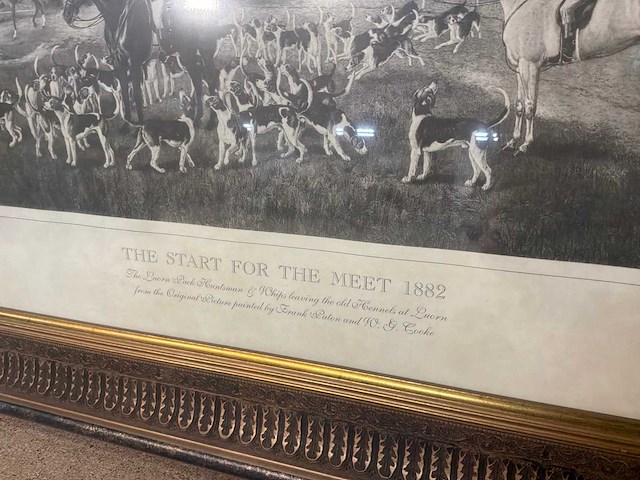 THE START FOR THE MEET 1882
The Quorn Pack Huntsman & Whips leaving the old Kennels at Quorn
from the Original Picture painted by Frank Paton and W. G. Cooke